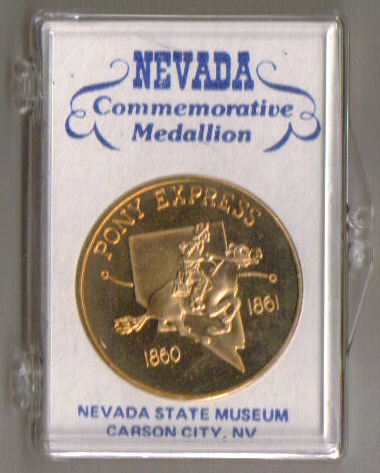 NEVADA
Commemorative
Medallion
PONY EXPRESS
1860
1861
NEVADA STATE MUSEUM
CARSON CITY, NV